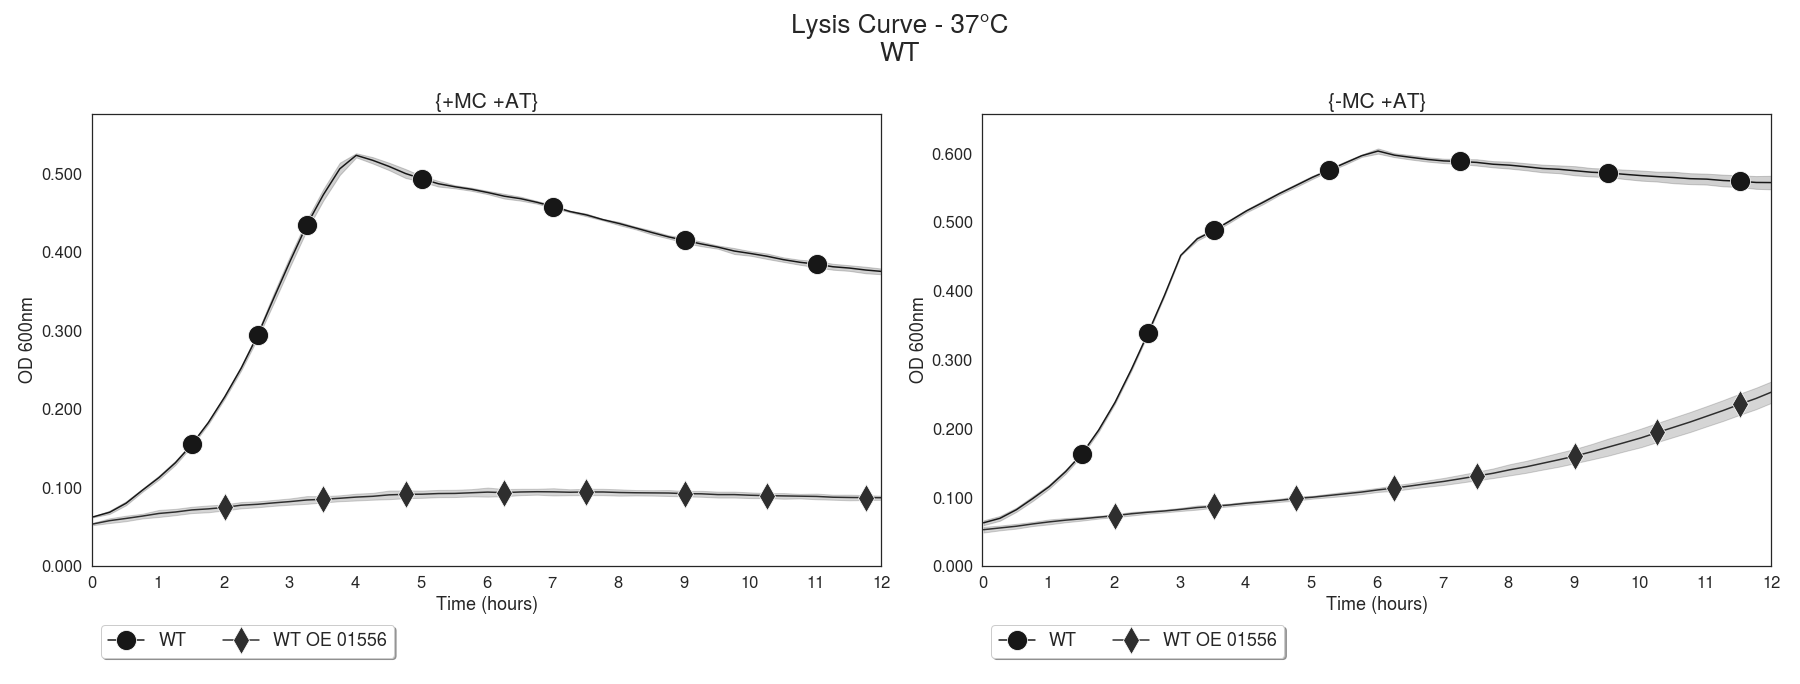 Lysis Curve - 37°C
WT
{+MC +AT}
OD 600nm
0.500
0.400
0.300
0.200
0.100
0.000
0 1 2 3 4 5 6 7 8 9 10 11 12
Time (hours)
WT WT OE 01556
{-MC +AT}
OD 600nm
0.600
0.500
0.400
0.300
0.200
0.100
0.000
0 1 2 3 4 5 6 7 8 9 10 11 12
Time (hours)
WT WT OE 01556